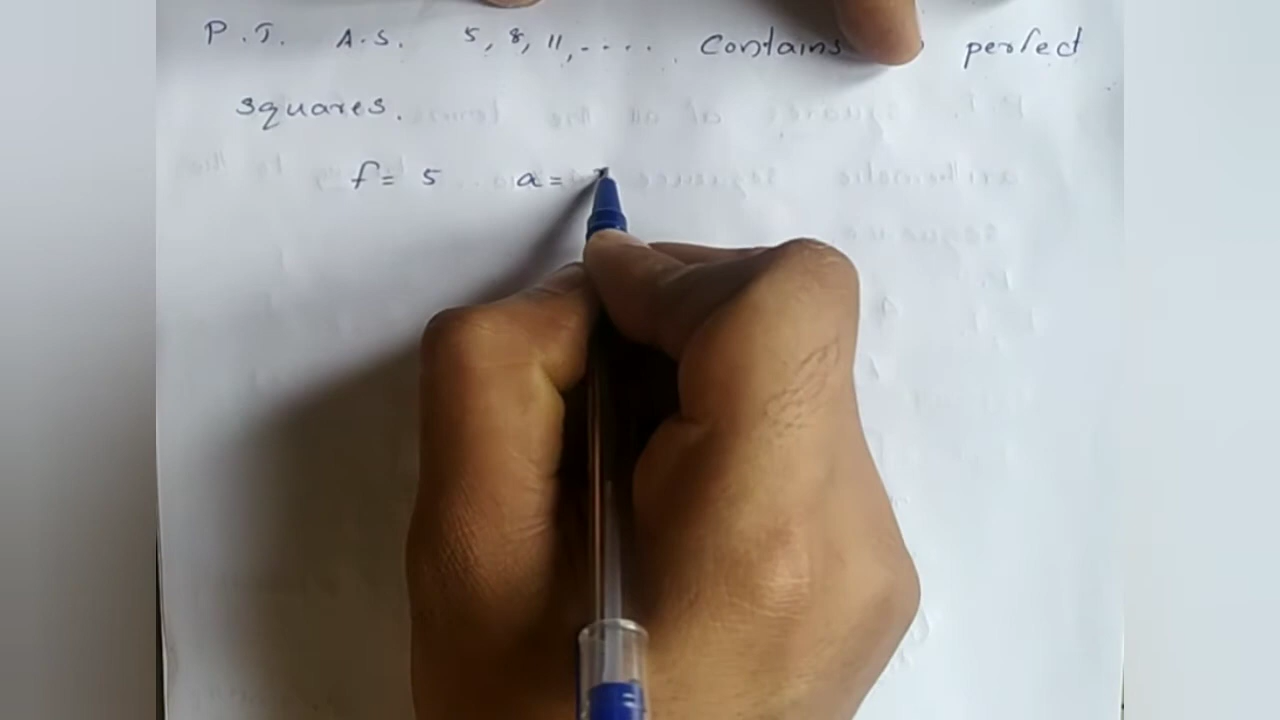 P.T. A.S. 5, 8, 11, .... Contains perfect
squares.
f = 5 a =